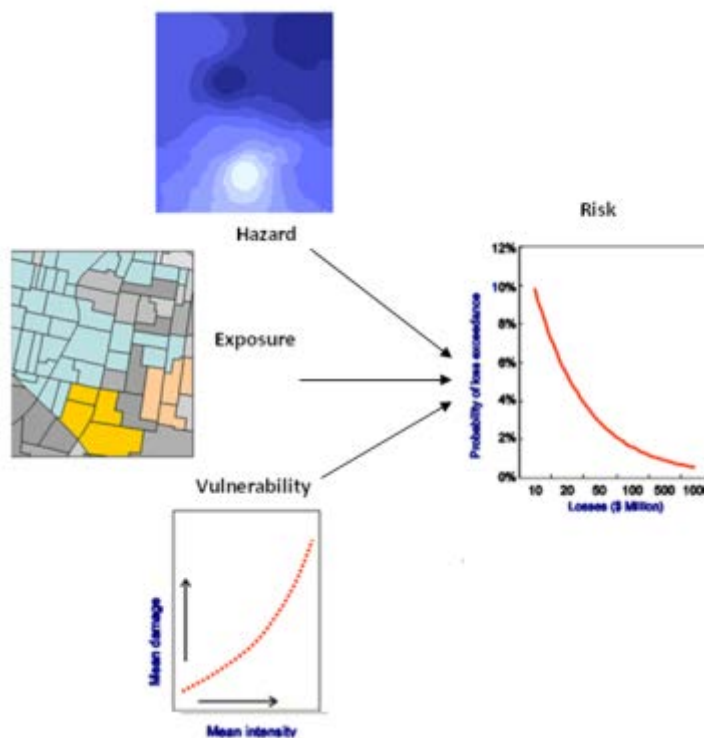 Hazard
Exposure
Vulnerability
Mean damage
Mean intensity
Risk
12%
10%
8%
6%
4%
2%
0%
Probability of loss exceedance
10 20 50 100 500 1000
Losses ($ Million)